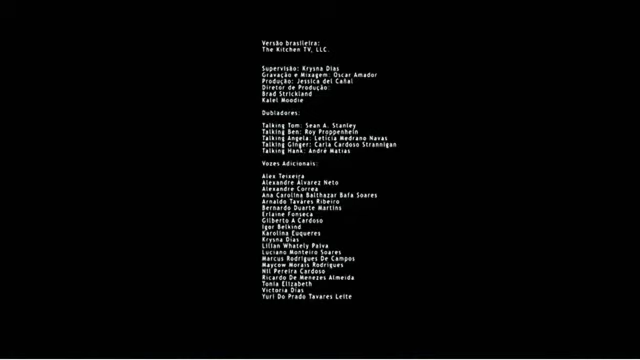 Versão brasileira:
The Kitchen TV, LLC.
Supervisão: Krysna Dias
Gravação e Mixagem: Oscar Amador
Produção: Jessica del Cañal
Diretor de Produção:
Brad Strickland
Kalel Moodie
Dubladores:
Talking Tom: Sean A. Stanley
Talking Ben: Roy Proppenhein
Talking Angela: Letícia Medrano Navas
Talking Ginger: Carla Cardoso Strannigan
Talking Hank: André Matias
Vozes Adicionais:
Alex Teixeira
Alexandre Alvarez Neto
Alexandre Correa
Ana Carolina Balthazar Bafa Soares
Arnaldo Tavares Ribeiro
Bernardo Duarte Martins
Erlaine Fonseca
Gilberto A Cardoso
Igor Belkind
Karolina Euqueres
Krysna Dias
Lilian Whately Paiva
Luciano Monteiro Soares
Marcus Rodrigues De Campos
Maycow Morais Rodrigues
Nil Pereira Cardoso
Ricardo De Menezes Almeida
Tonia Elizabeth
Victoria Dias
Yuri Do Prado Tavares Leite